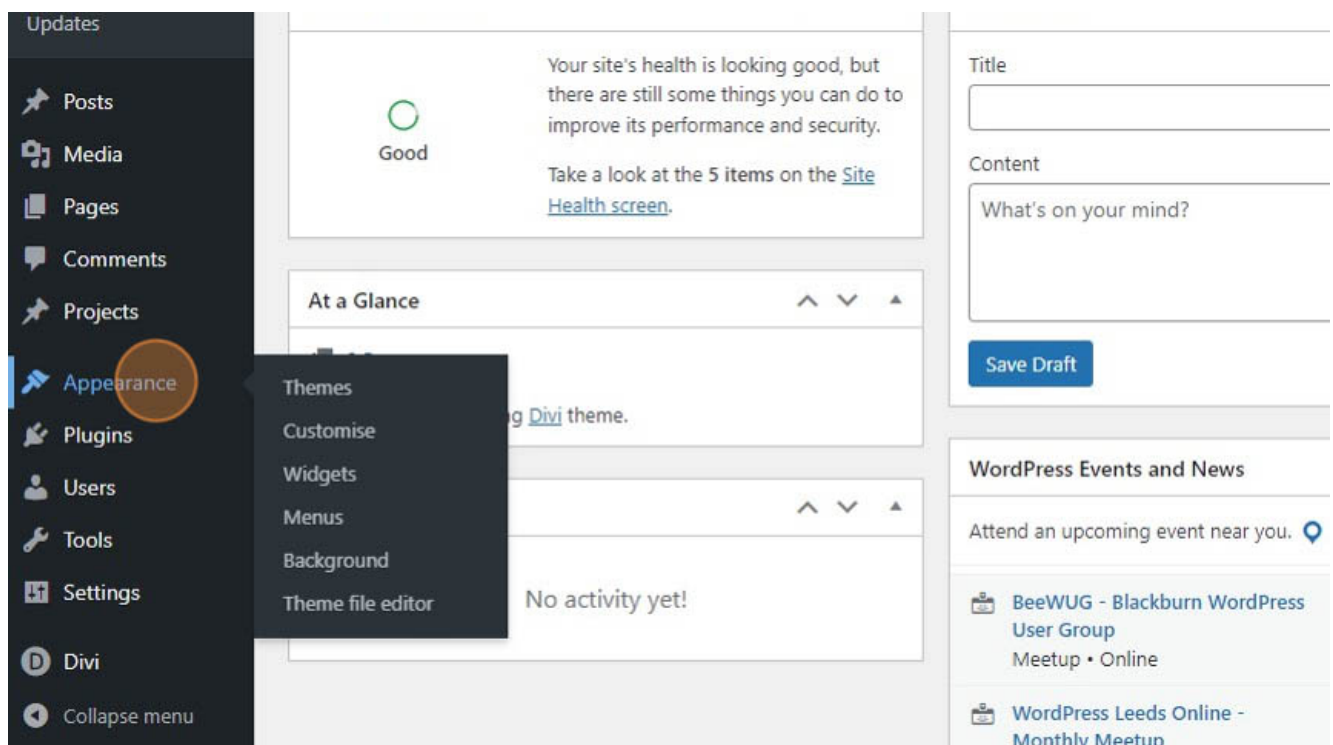 Updates
Posts
Media
Pages
Comments
Projects
Appearance
Plugins
Users
Tools
Settings
Divi
Collapse menu
Themes
Customise
Widgets
Menus
Background
Theme file editor
Good
Your site's health is looking good, but
there are still some things you can do to
improve its performance and security.
Take a look at the 5 items on the Site
Health screen.
At a Glance
Divi theme.
No activity yet!
Title
Content
What's on your mind?
Save Draft
WordPress Events and News
Attend an upcoming event near you.
BeeWUG - Blackburn WordPress
User Group
Meetup • Online
WordPress Leeds Online -
Monthly Meetup